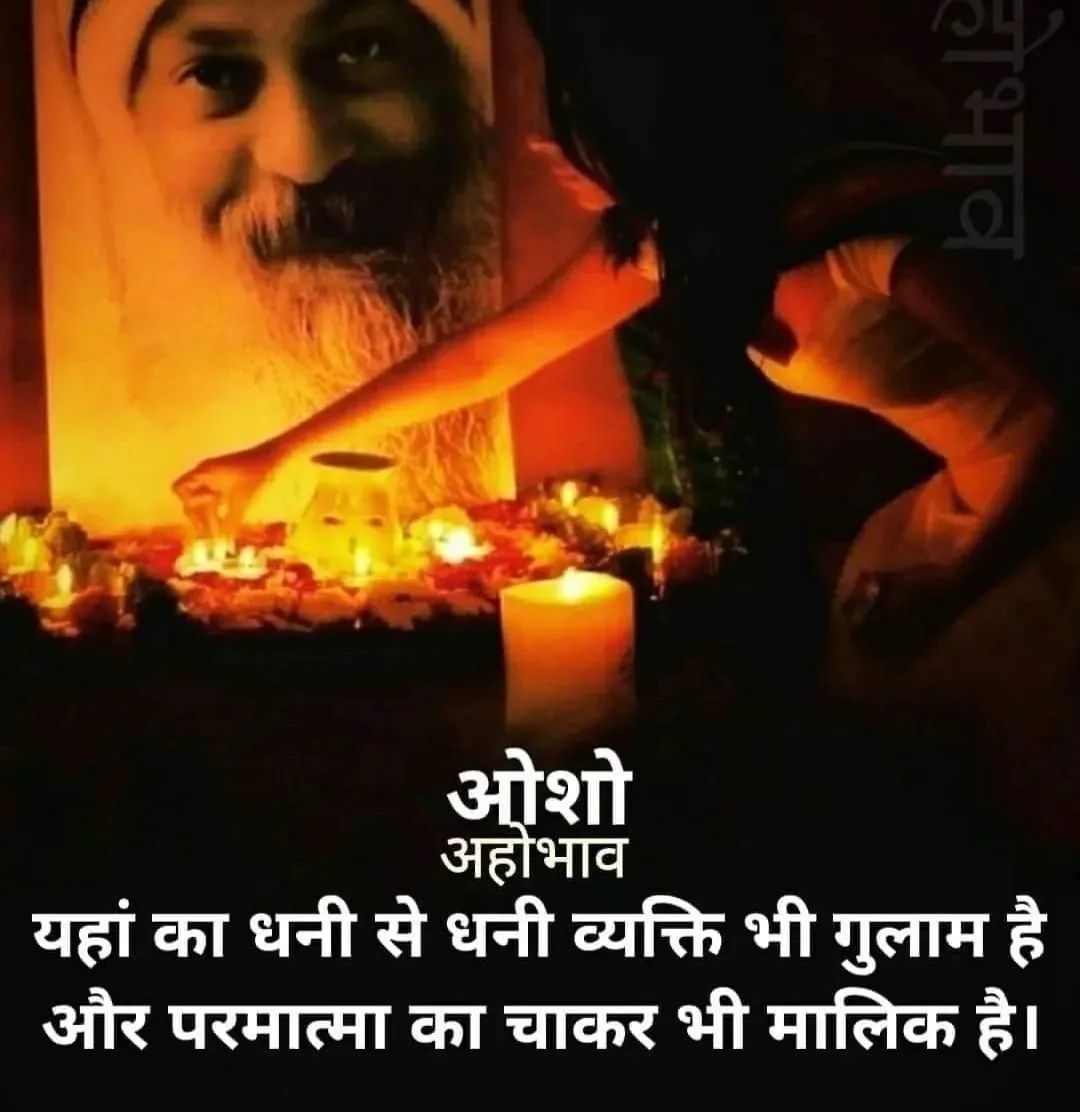 ओशो
अहोभाव
यहां का धनी से धनी व्यक्ति भी गुलाम है
और परमात्मा का चाकर भी मालिक है।